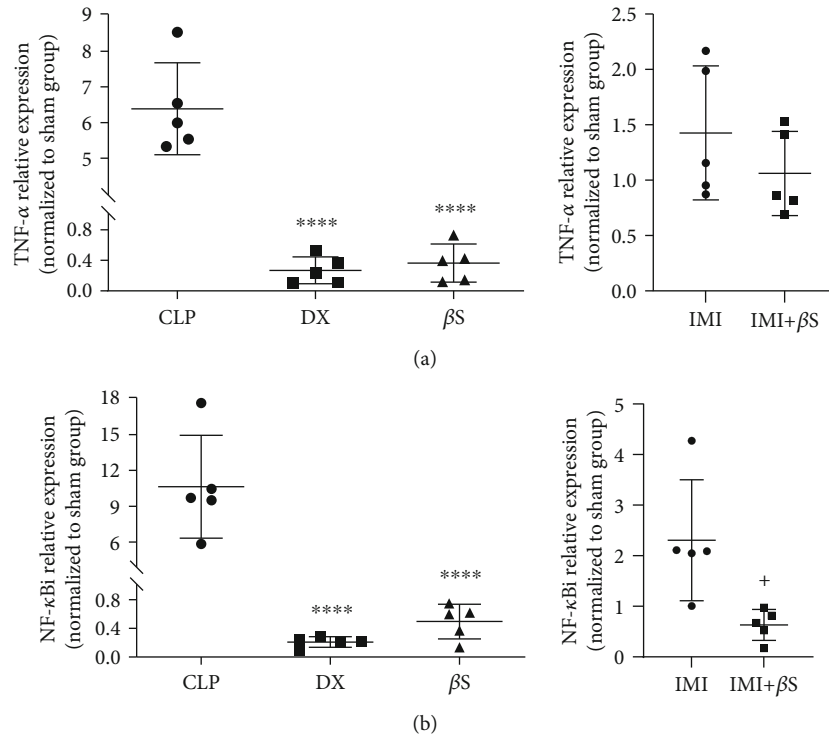 TNF-α relative expression
(normalized to sham group)
9
8
7
6
5
0.8
0.4
0.0
****
****
CLP
DX
βS
TNF-α relative expression
(normalized to sham group)
2.5
2.0
1.5
1.0
0.5
0.0
IMI
IMI+βS
(a)
NF-κBi relative expression
(normalized to sham group)
18
15
12
9
6
0.8
0.4
0.0
****
****
CLP
DX
βS
NF-κBi relative expression
(normalized to sham group)
5
4
3
2
1
0
+
IMI
IMI+βS
(b)